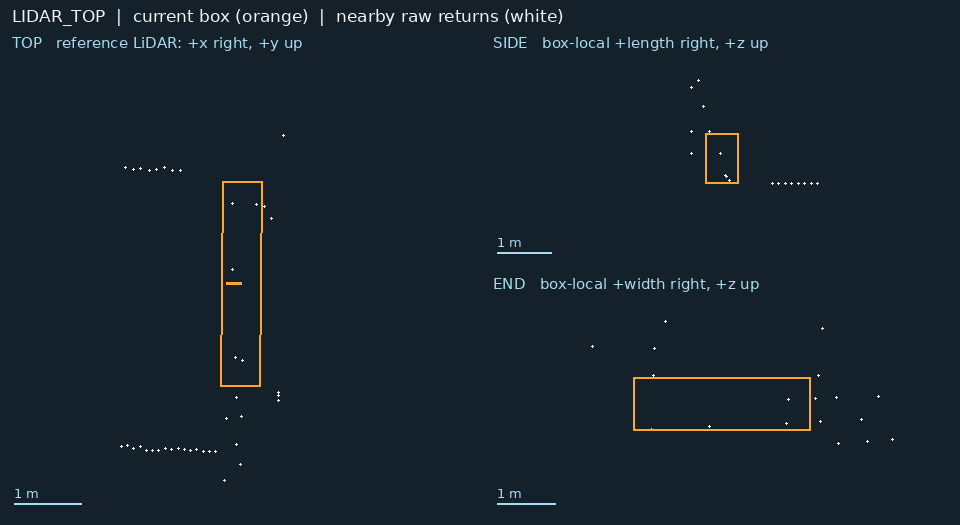 LIDAR_TOP | current box (orange) | nearby raw returns (white)
TOP reference LiDAR: +x right, +y up
SIDE box-local +length right, +z up
1 m
END box-local +width right, +z up
1 m
1 m